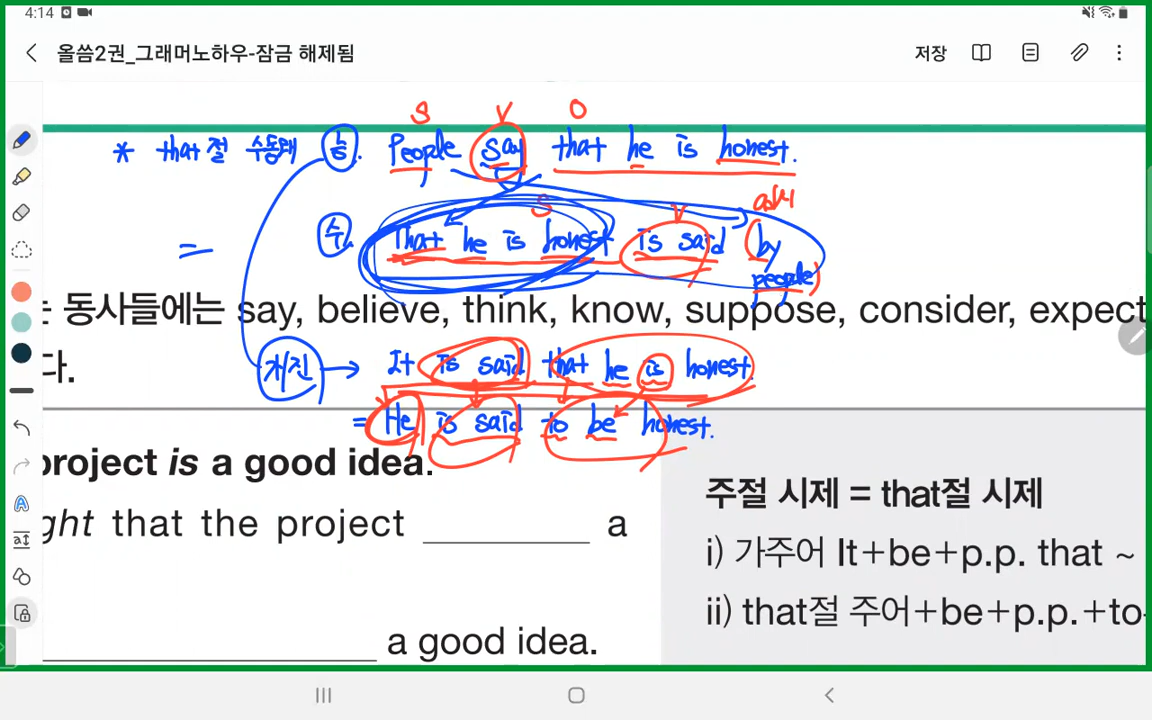 4:14
올씀2권_그래머노하우-잠금 해제됨
저장
S V O
* that절 수동태 능. People say that he is honest.
S V
= 수. That he is honest is said (by people)
는 동사들에는 say, believe, think, know, suppose, consider, expect
다.
It is said that he is honest.
= He is said to be honest.
project is a good idea.
ght that the project __________ a
____________________ a good idea.
주절 시제 = that절 시제
i) 가주어 It+be+p.p. that ~
ii) that절 주어+be+p.p.+to-